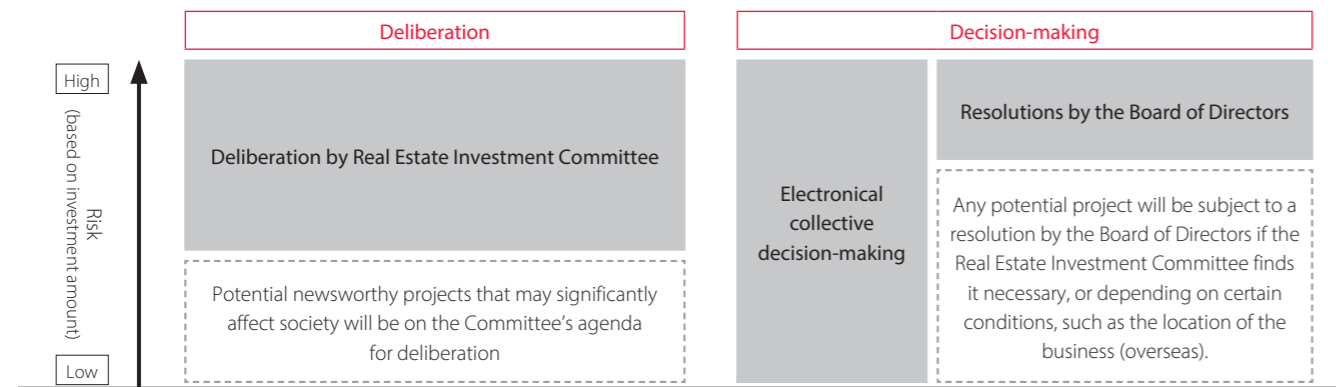 Deliberation
Decision-making
High
Risk
(based on investment amount)
Low
Deliberation by Real Estate Investment Committee
Potential newsworthy projects that may significantly
affect society will be on the Committee’s agenda
for deliberation
Electronical
collective
decision-making
Resolutions by the Board of Directors
Any potential project will be subject to a
resolution by the Board of Directors if the
Real Estate Investment Committee finds
it necessary, or depending on certain
conditions, such as the location of the
business (overseas).